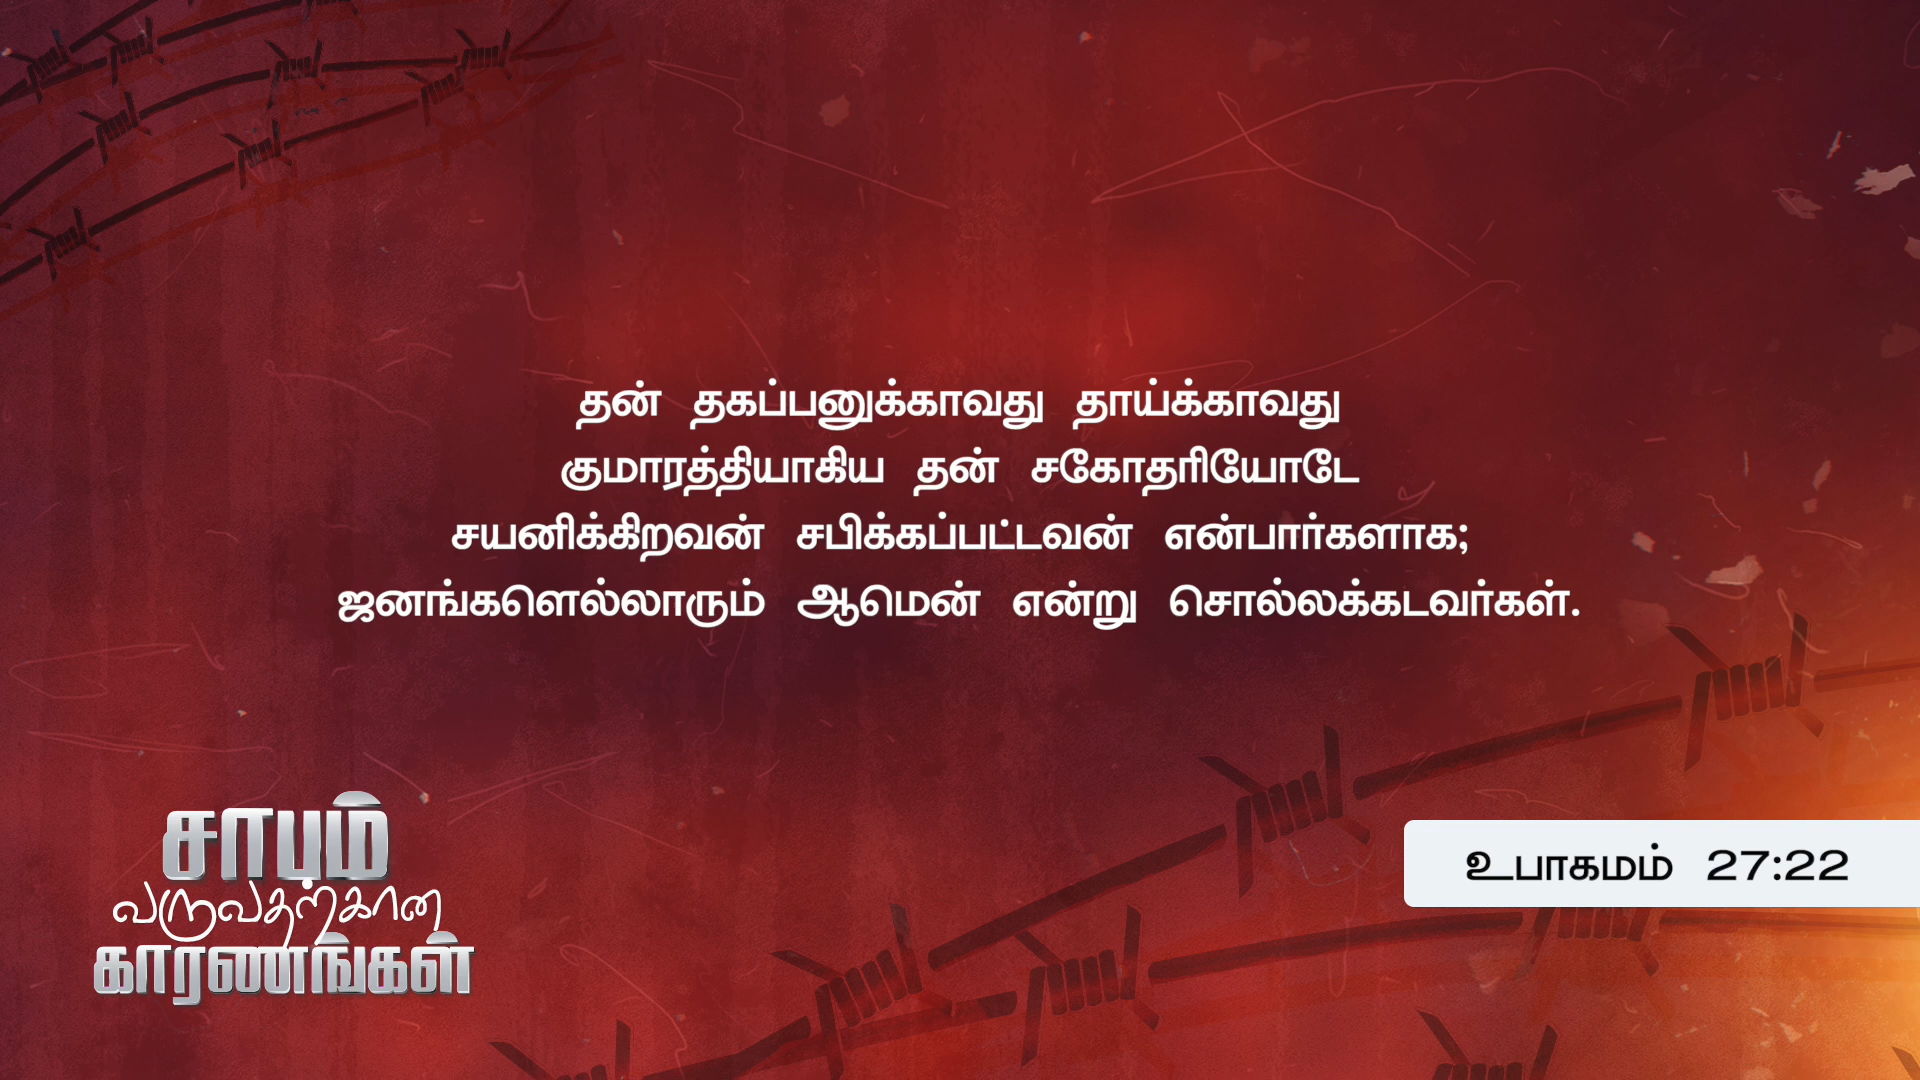 தன் தகப்பனுக்காவது தாய்க்காவது
குமாரத்தியாகிய தன் சகோதரியோடே
சயனிக்கிறவன் சபிக்கப்பட்டவன் என்பார்களாக;
ஜனங்களெல்லாரும் ஆமென் என்று சொல்லக்கடவர்கள்.
சாபம்
வருவதற்கான
காரணங்கள்
உபாகமம் 27:22